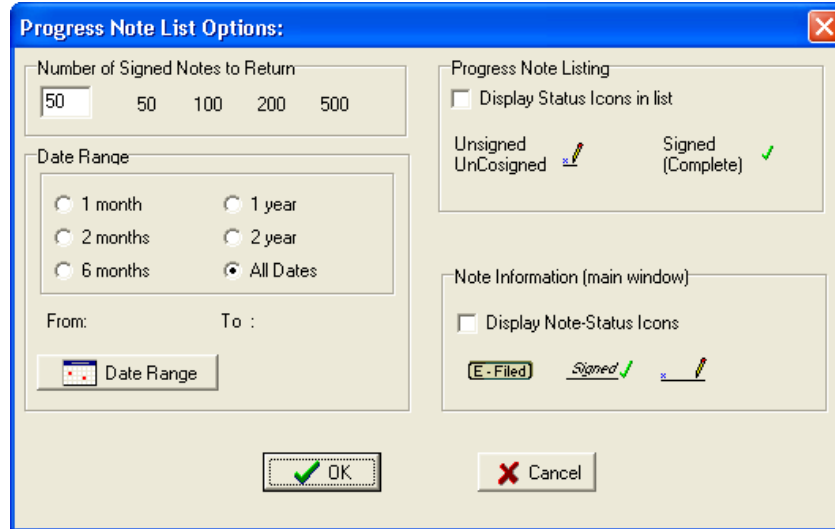 Progress Note List Options:
Number of Signed Notes to Return
50 50 100 200 500
Date Range
1 month 1 year
2 months 2 year
6 months All Dates
From: To :
Date Range
Progress Note Listing
Display Status Icons in list
Unsigned
UnCosigned
Signed
(Complete)
Note Information (main window)
Display Note-Status Icons
E - Filed Signed x
OK Cancel